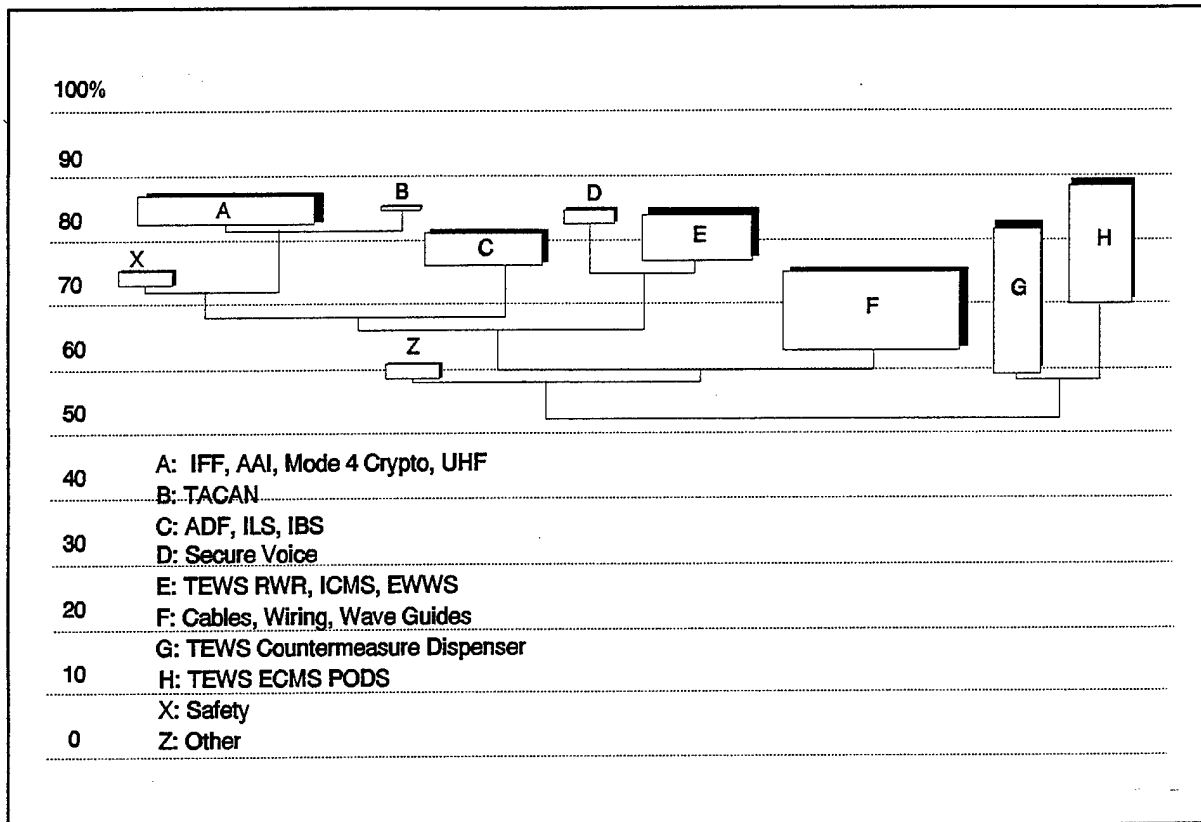 100%
90
80
70
60
50
40
30
20
10
0
A
B
C
D
E
F
G
H
X
Z
A: IFF, AAI, Mode 4 Crypto, UHF
B: TACAN
C: ADF, ILS, IBS
D: Secure Voice
E: TEWS RWR, ICMS, EWWS
F: Cables, Wiring, Wave Guides
G: TEWS Countermeasure Dispenser
H: TEWS ECMS PODS
X: Safety
Z: Other